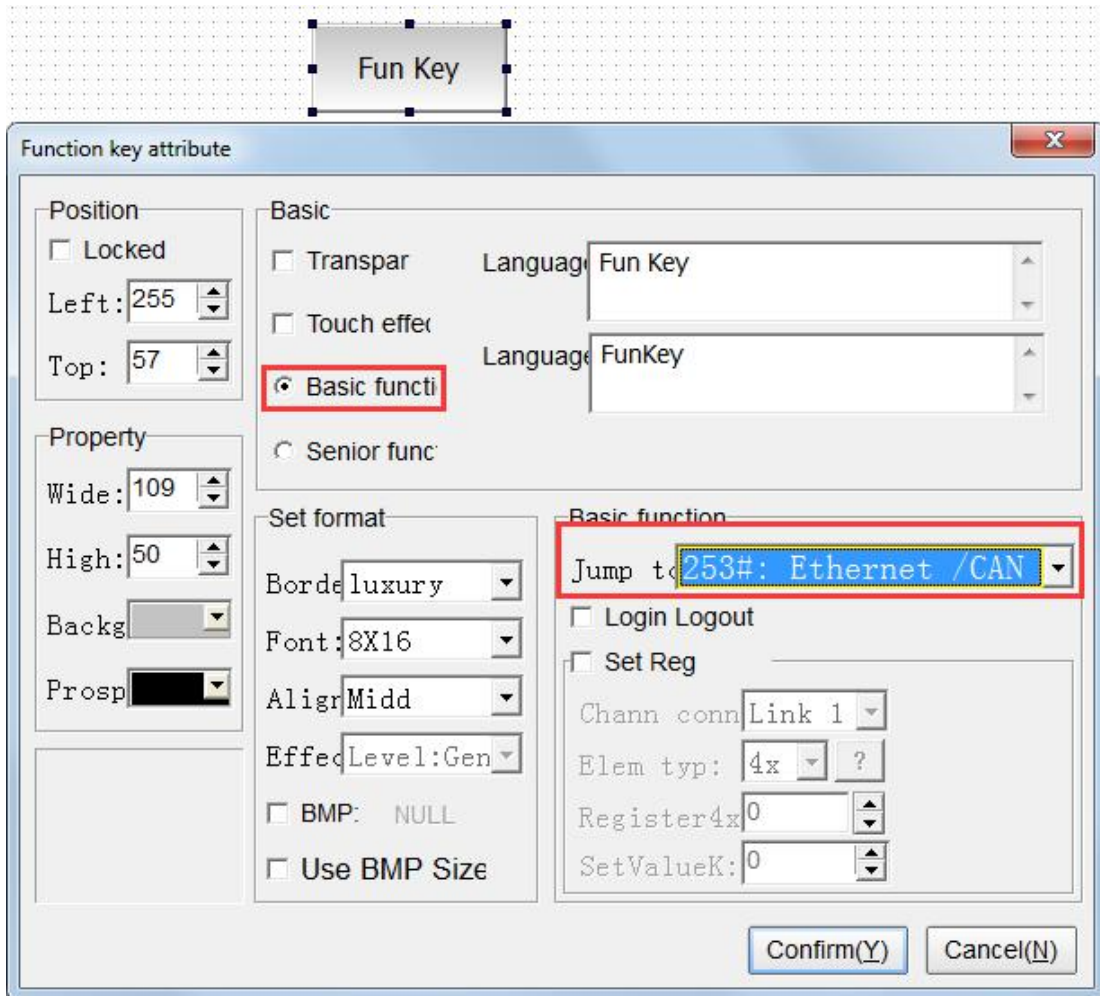 Fun Key
Function key attribute
x
Position
Locked
Left: 255
Top: 57
Property
Wide: 109
High: 50
Backg
Prosp
Basic
Transpar
Touch effec
Basic functi
Senior func
Language Fun Key
Language FunKey
Set format
Borde luxury
Font: 8X16
Align Midd
Effec Level:Gen
BMP: NULL
Use BMP Size
Basic function
Jump to 253#: Ethernet /CAN
Login Logout
Set Reg
Chann conn Link 1
Elem typ: 4x ?
Register4x 0
SetValueK: 0
Confirm(Y) Cancel(N)